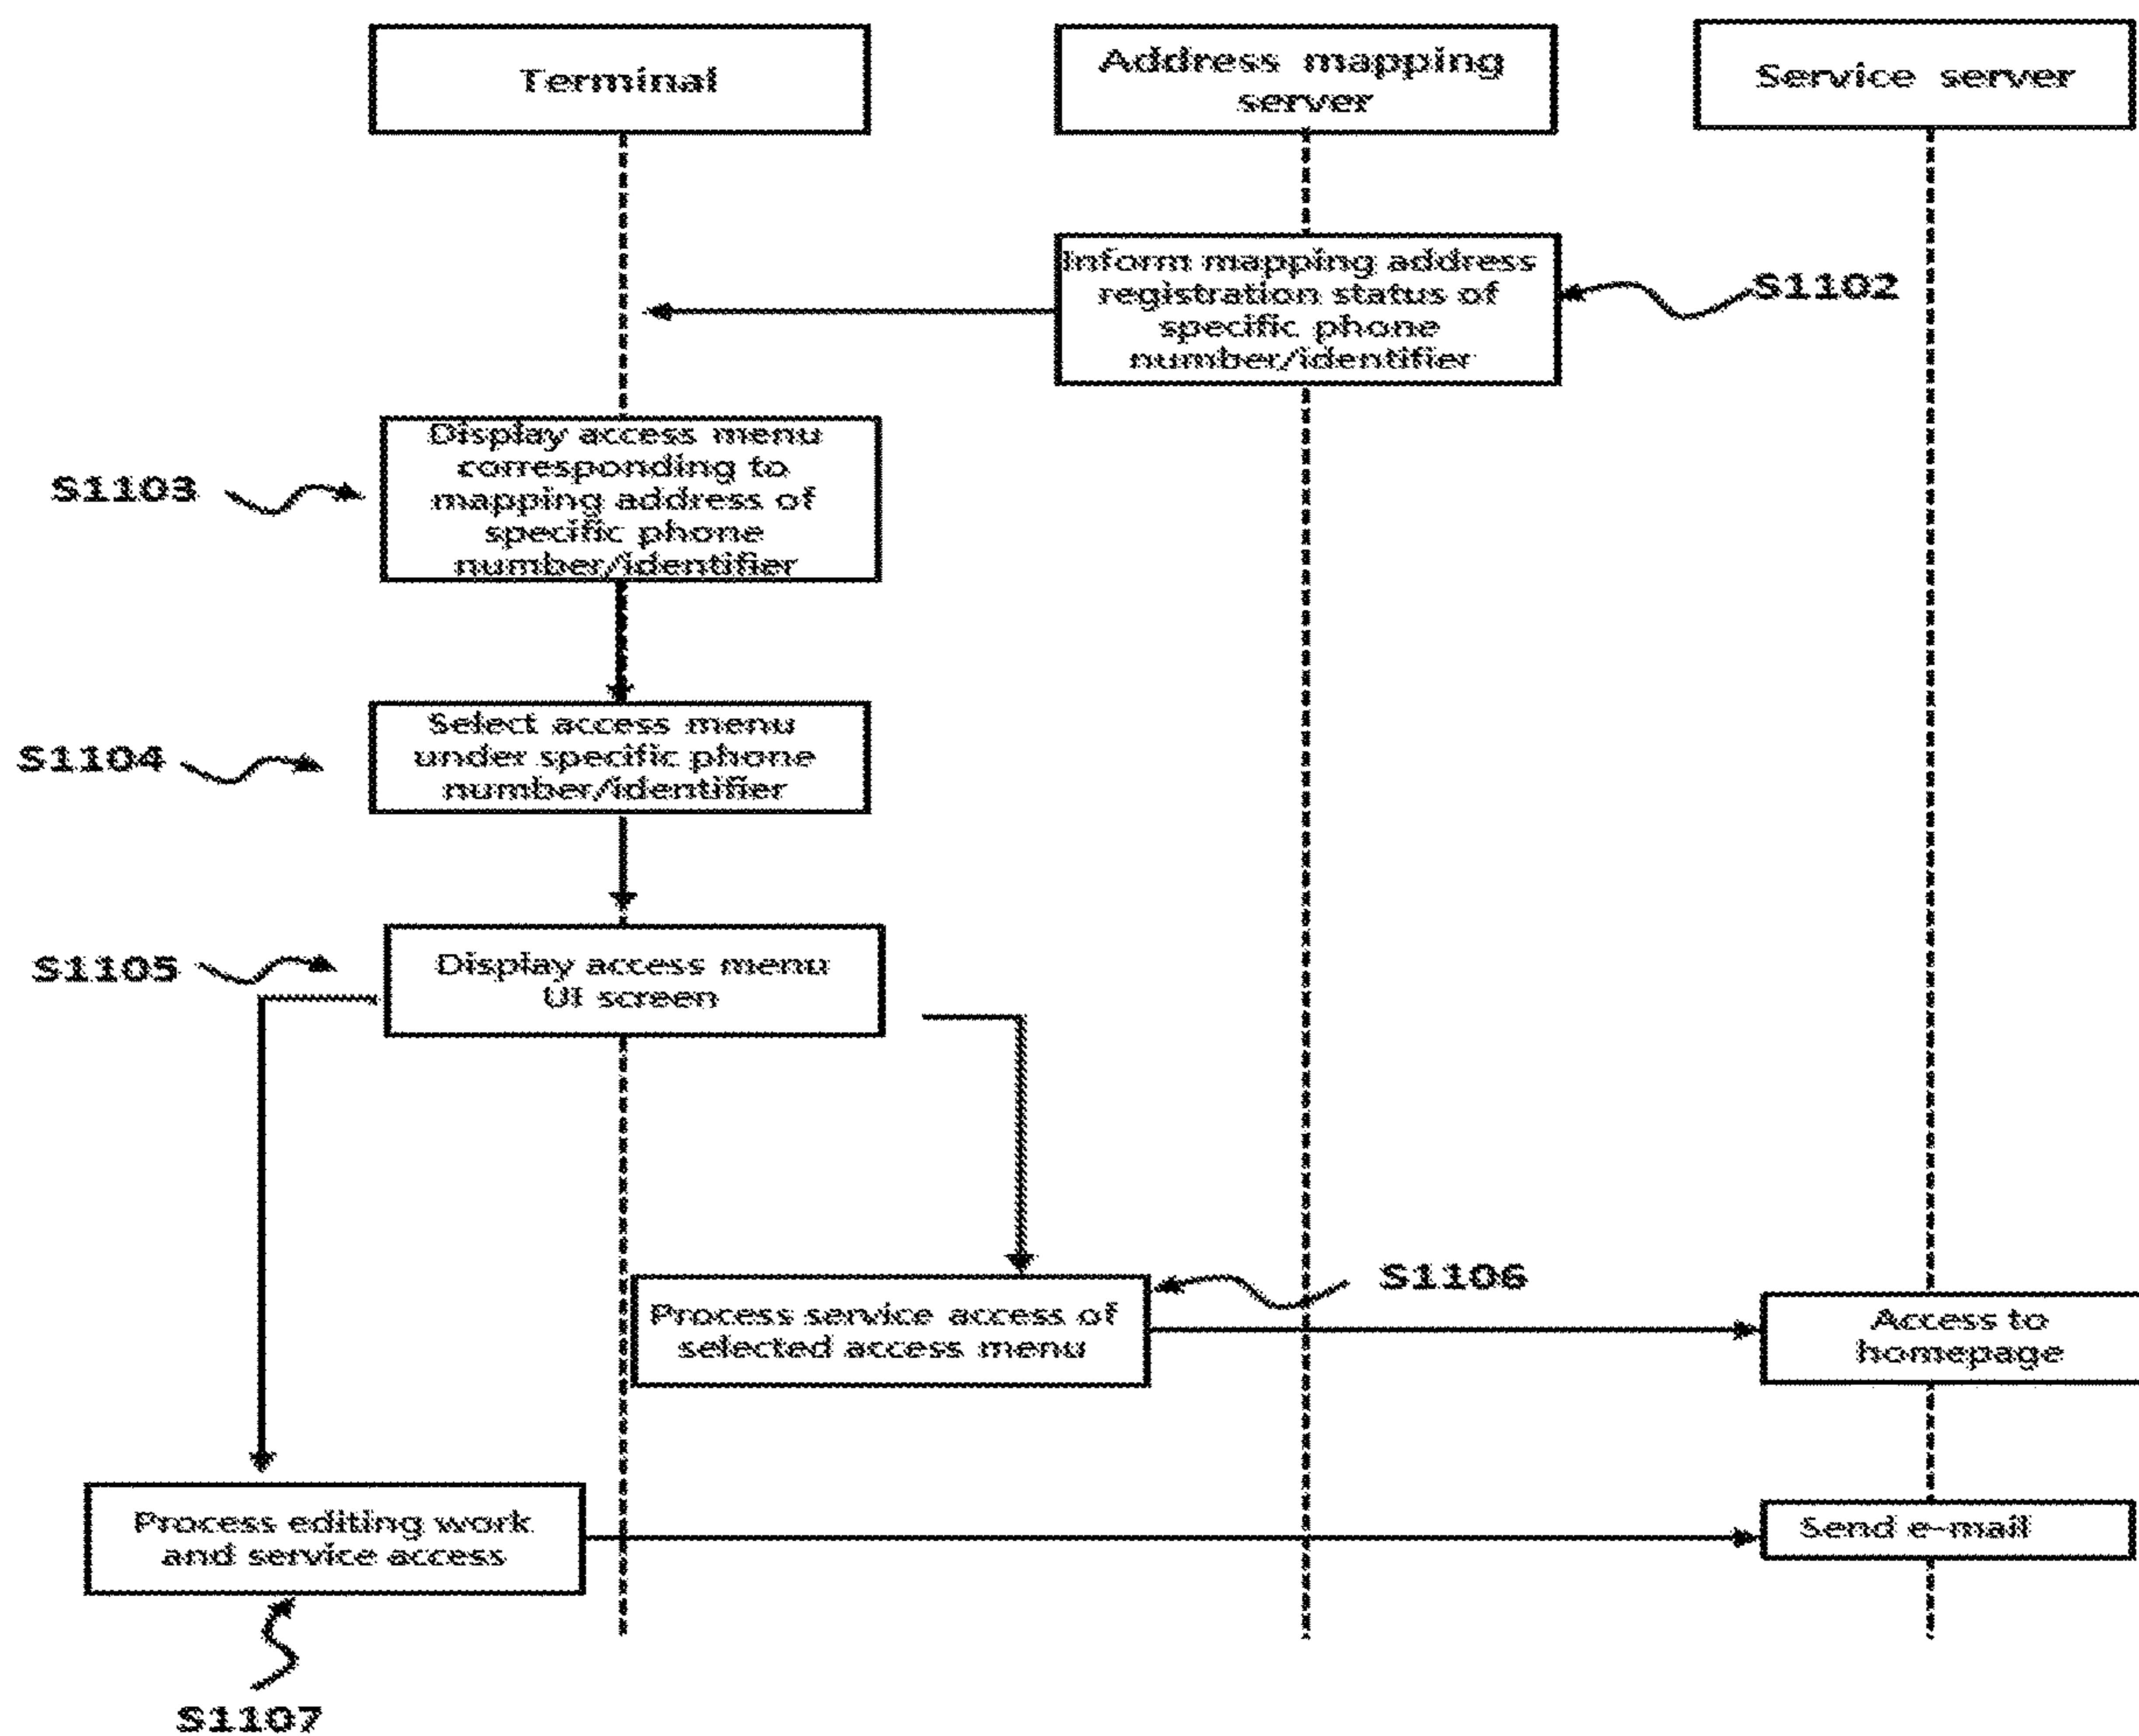 Terminal
Address mapping
server
Service server
Inform mapping address
registration status of
specific phone
number/identifier
S1102
Display access menu
corresponding to
mapping address of
specific phone
number/identifier
S1103
Select access menu
under specific phone
number/identifier
S1104
Display access menu
UI screen
S1105
S1106
Process service access of
selected access menu
Access to
homepage
Process editing work
and service access
Send e-mail
S1107